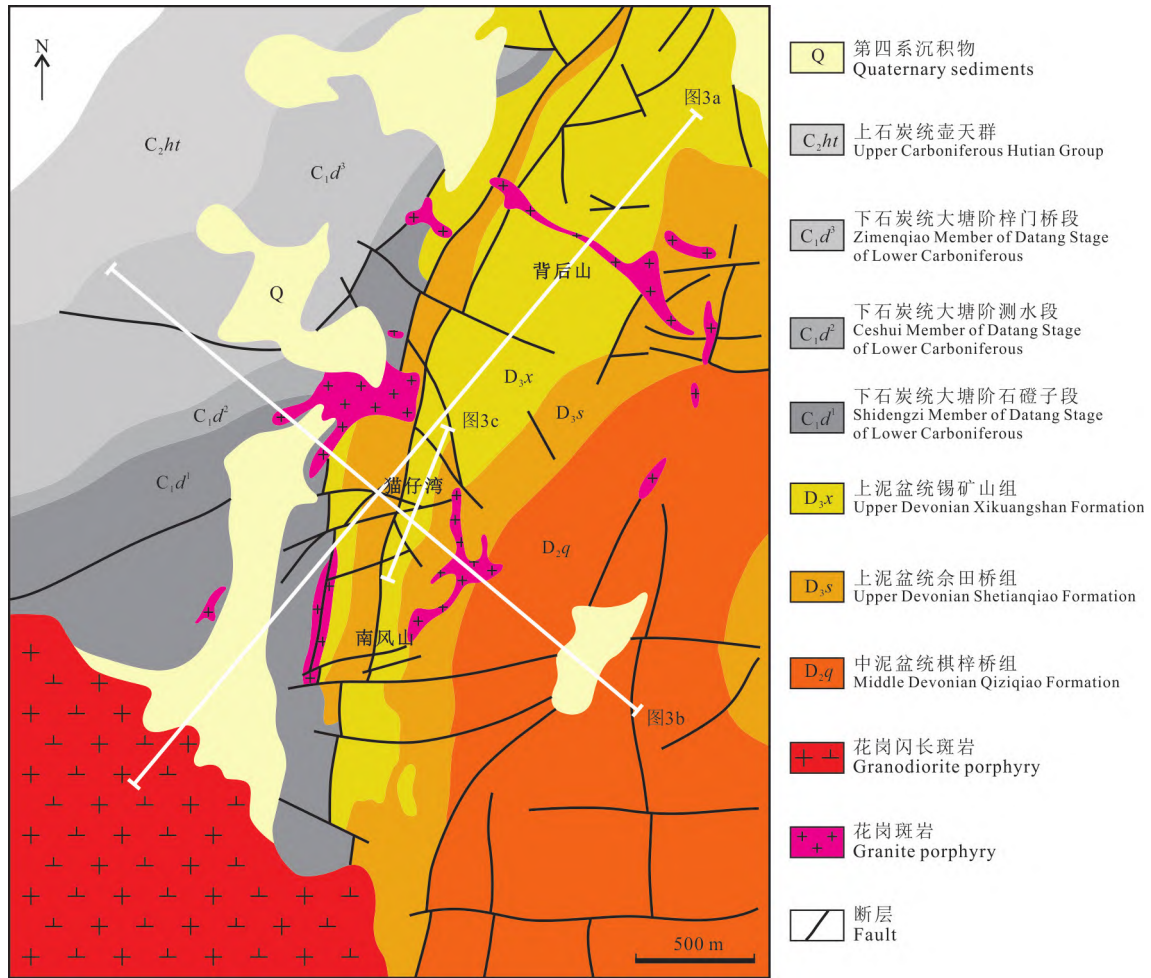 N
图3a
C₂ht
C₁d³
背后山
Q
D₃x
C₁d²
D₃s
图3c
C₁d¹
猫仔湾
D₂q
南风山
图3b
500 m
Q
第四系沉积物
Quaternary sediments
C₂ht
上石炭统壶天群
Upper Carboniferous Hutian Group
C₁d³
下石炭统大塘阶梓门桥段
Zimenqiao Member of Datang Stage
of Lower Carboniferous
C₁d²
下石炭统大塘阶测水段
Ceshui Member of Datang Stage
of Lower Carboniferous
C₁d¹
下石炭统大塘阶石磴子段
Shidengzi Member of Datang Stage
of Lower Carboniferous
D₃x
上泥盆统锡矿山组
Upper Devonian Xikuangshan Formation
D₃s
上泥盆统佘田桥组
Upper Devonian Shetianqiao Formation
D₂q
中泥盆统棋梓桥组
Middle Devonian Qiziqiao Formation
花岗闪长斑岩
Granodiorite porphyry
花岗斑岩
Granite porphyry
断层
Fault